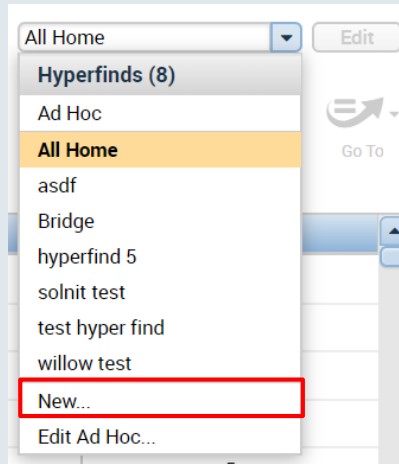 All Home
Edit
Hyperfinds (8)
Ad Hoc
All Home
asdf
Bridge
hyperfind 5
solnit test
test hyper find
willow test
New...
Edit Ad Hoc...
Go To